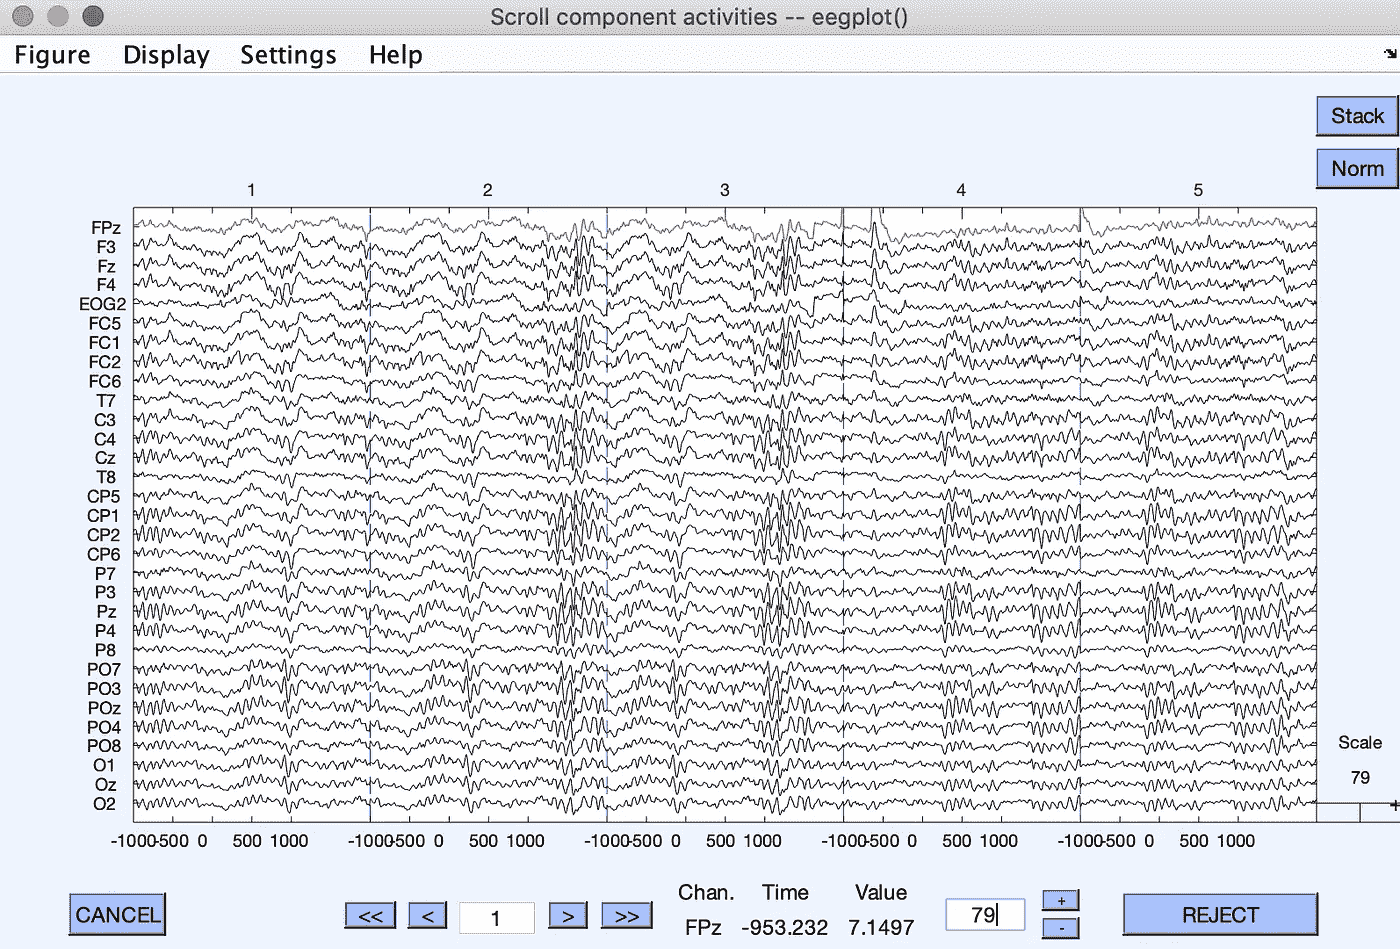 Scroll component activities -- eegplot()
Figure Display Settings Help
Stack
Norm
1 2 3 4 5
FPz
F3
Fz
F4
EOG2
FC5
FC1
FC2
FC6
T7
C3
C4
Cz
T8
CP5
CP1
CP2
CP6
P7
P3
Pz
P4
P8
PO7
PO3
POz
PO4
PO8
O1
Oz
O2
Scale
79
+
-1000-500 0 500 1000 -1000-500 0 500 1000 -1000-500 0 500 1000 -1000-500 0 500 1000 -1000-500 0 500 1000
Chan. Time Value
CANCEL << < 1 > >> FPz -953.232 7.1497 79 + - REJECT